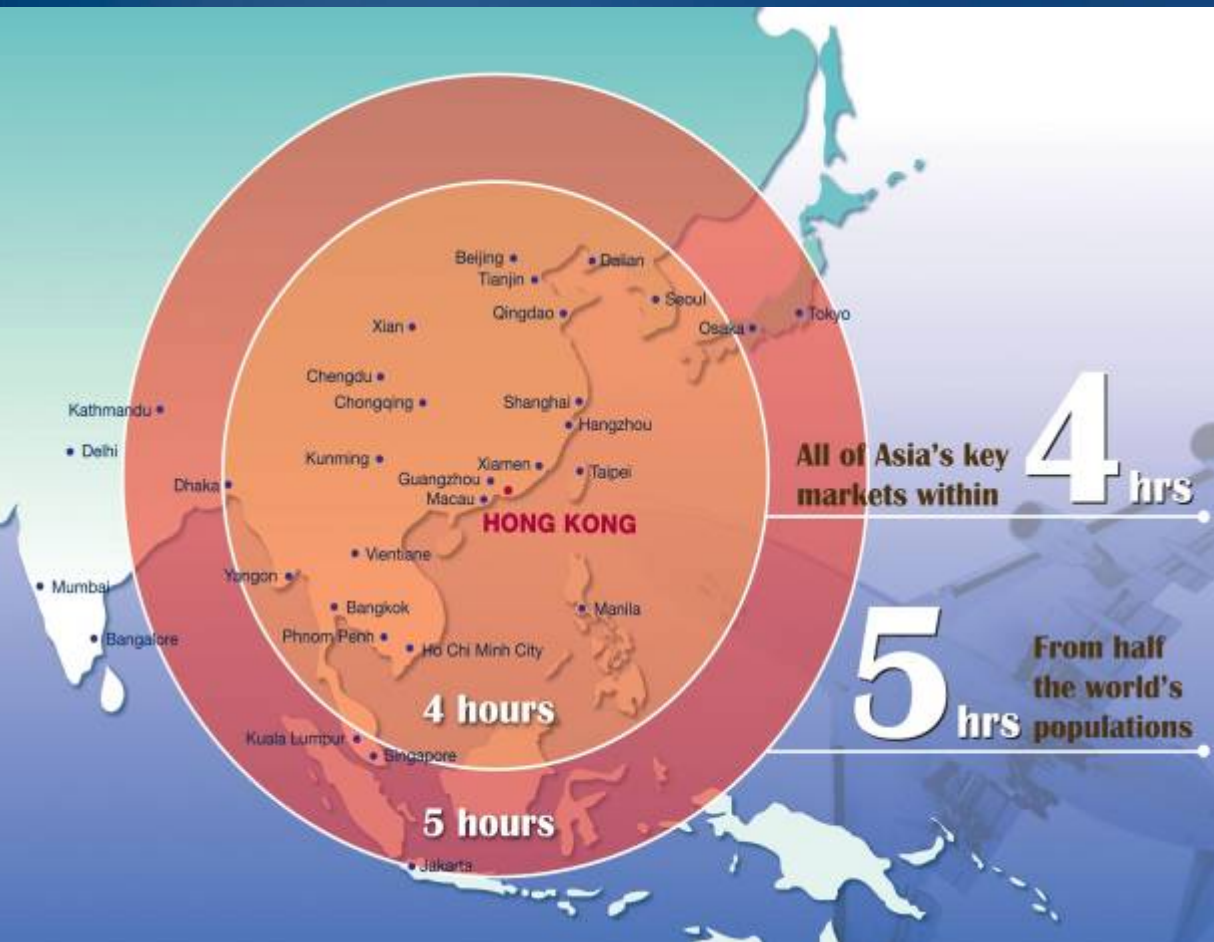 Beijing
Dalian
Tianjin
Seoul
Qingdao
Tokyo
Xian
Osaka
Chengdu
Chongqing
Shanghai
Kathmandu
Hangzhou
Delhi
Kunming
Xiamen
Taipei
Guangzhou
Dhaka
Macau
HONG KONG
Vientiane
Yangon
Mumbai
Bangkok
Manila
Phnom Penh
Bangalore
Ho Chi Minh City
4 hours
Kuala Lumpur
Singapore
5 hours
Jakarta
All of Asia's key
markets within
4 hrs
5 hrs
From half
the world's
populations